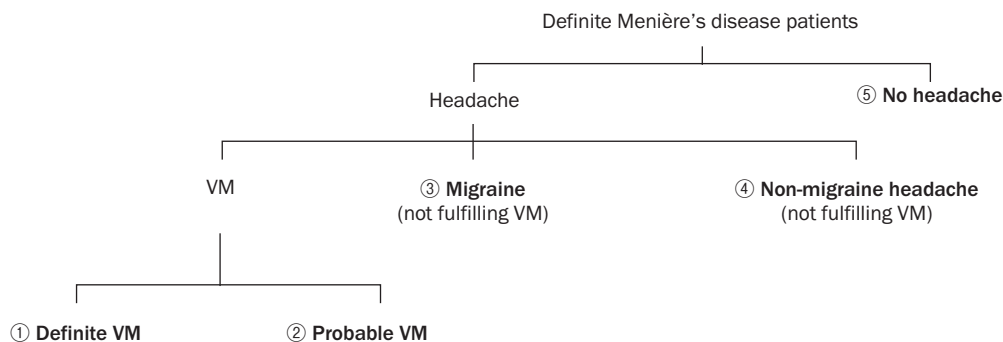 Definite Menière’s disease patients
Headache
⑤ No headache
VM
③ Migraine
(not fulfilling VM)
④ Non-migraine headache
(not fulfilling VM)
① Definite VM
② Probable VM